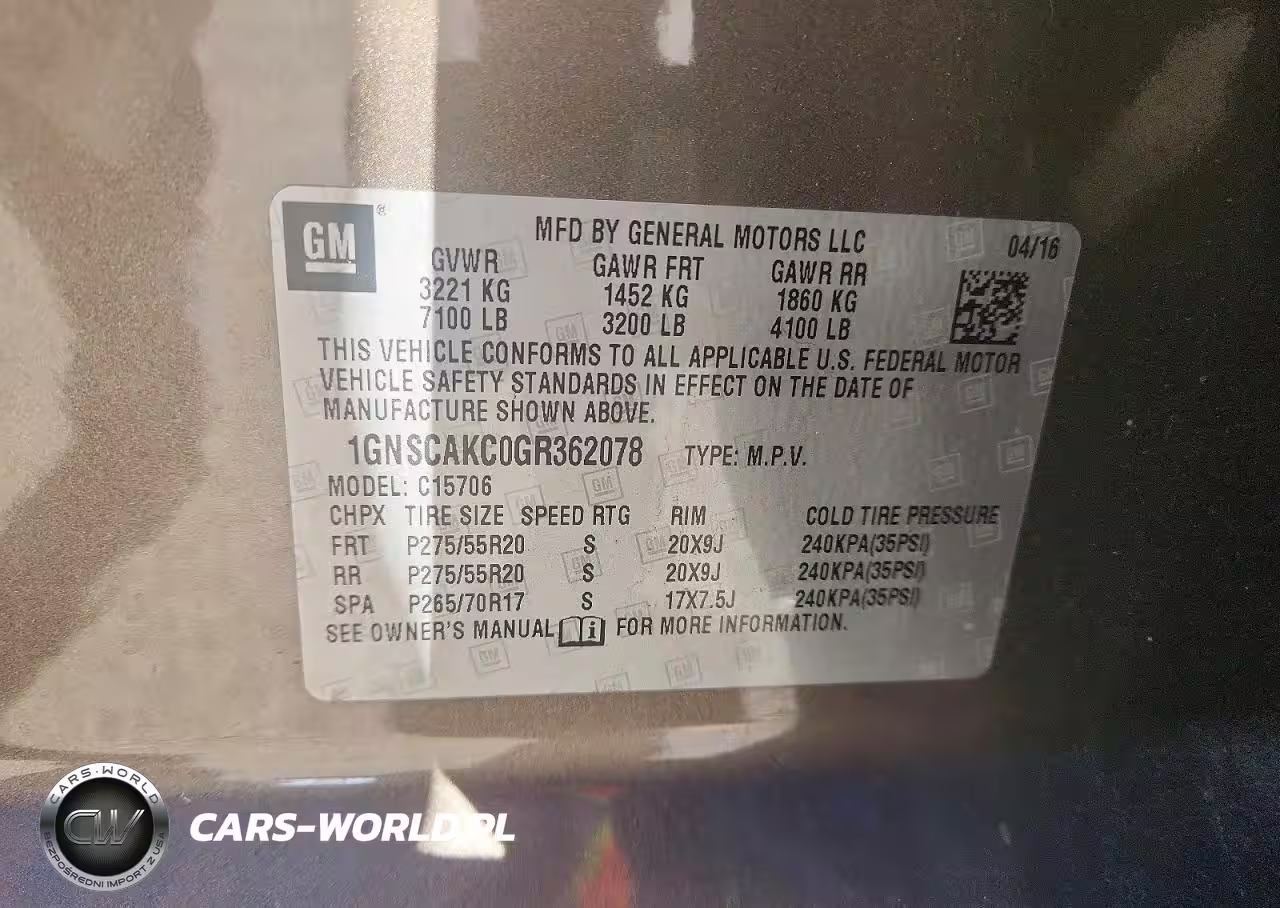 GM
MFD BY GENERAL MOTORS LLC
04/16
GVWR GAWR FRT GAWR RR
3221 KG 1452 KG 1860 KG
7100 LB 3200 LB 4100 LB
THIS VEHICLE CONFORMS TO ALL APPLICABLE U.S. FEDERAL MOTOR
VEHICLE SAFETY STANDARDS IN EFFECT ON THE DATE OF
MANUFACTURE SHOWN ABOVE.
1GNSCAKC0GR362078 TYPE: M.P.V.
MODEL: C15706
CHPX TIRE SIZE SPEED RTG RIM COLD TIRE PRESSURE
FRT P275/55R20 S 20X9J 240KPA(35PSI)
RR P275/55R20 S 20X9J 240KPA(35PSI)
SPA P265/70R17 S 17X7.5J 240KPA(35PSI)
SEE OWNER'S MANUAL i FOR MORE INFORMATION.
CARS-WORLD
CW
BEZPOŚREDNI IMPORT Z USA
CARS-WORLD.PL